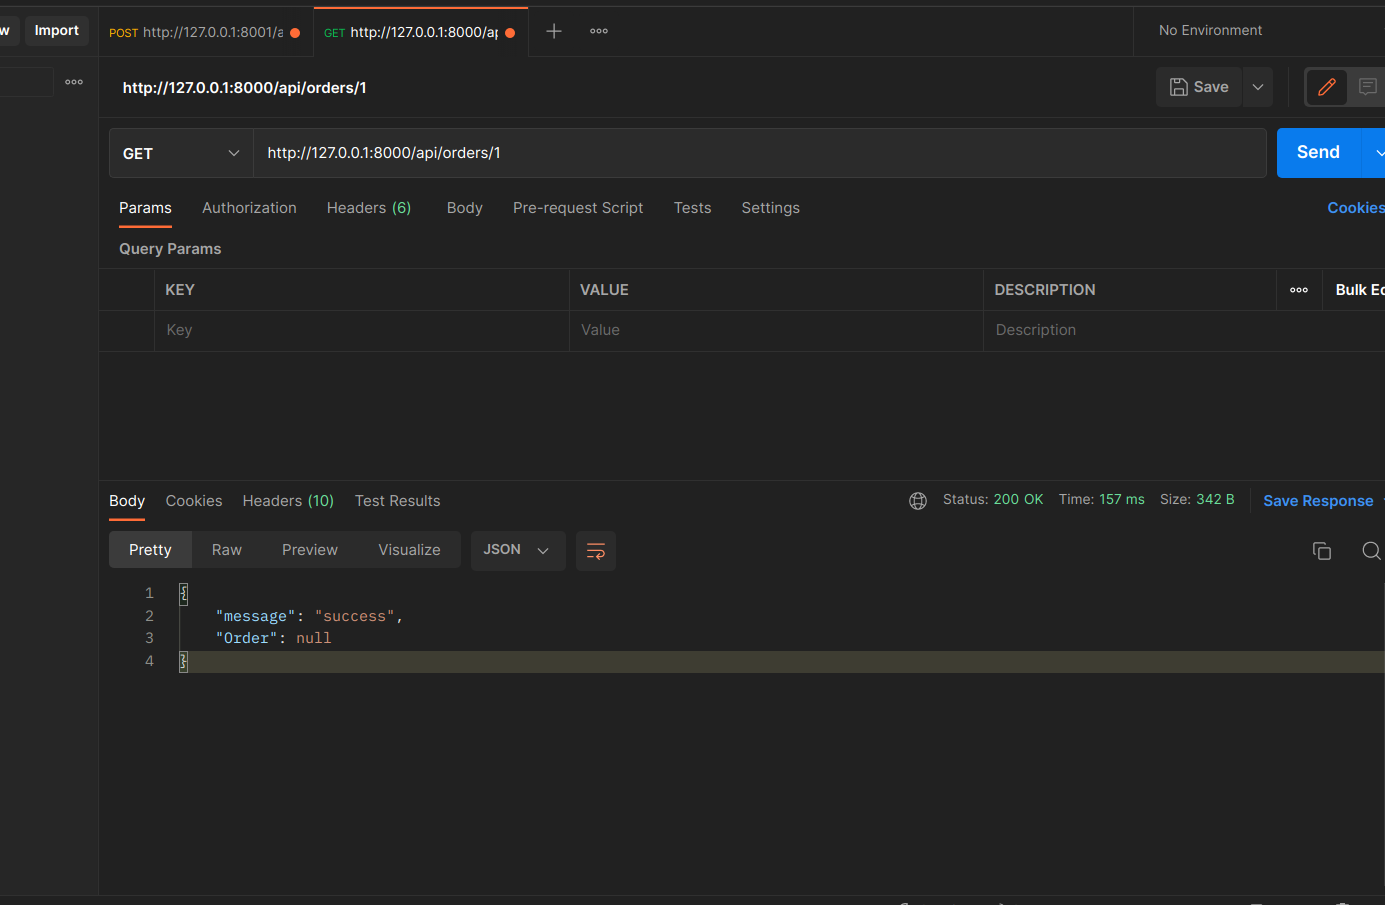 w Import POST http://127.0.0.1:8001/a GET http://127.0.0.1:8000/ap No Environment
http://127.0.0.1:8000/api/orders/1 Save
GET http://127.0.0.1:8000/api/orders/1 Send
Params Authorization Headers (6) Body Pre-request Script Tests Settings Cookies
Query Params
KEY VALUE DESCRIPTION Bulk Ed
Key Value Description
Body Cookies Headers (10) Test Results Status: 200 OK Time: 157 ms Size: 342 B Save Response
Pretty Raw Preview Visualize JSON
1 {
2 "message": "success",
3 "Order": null
4 }